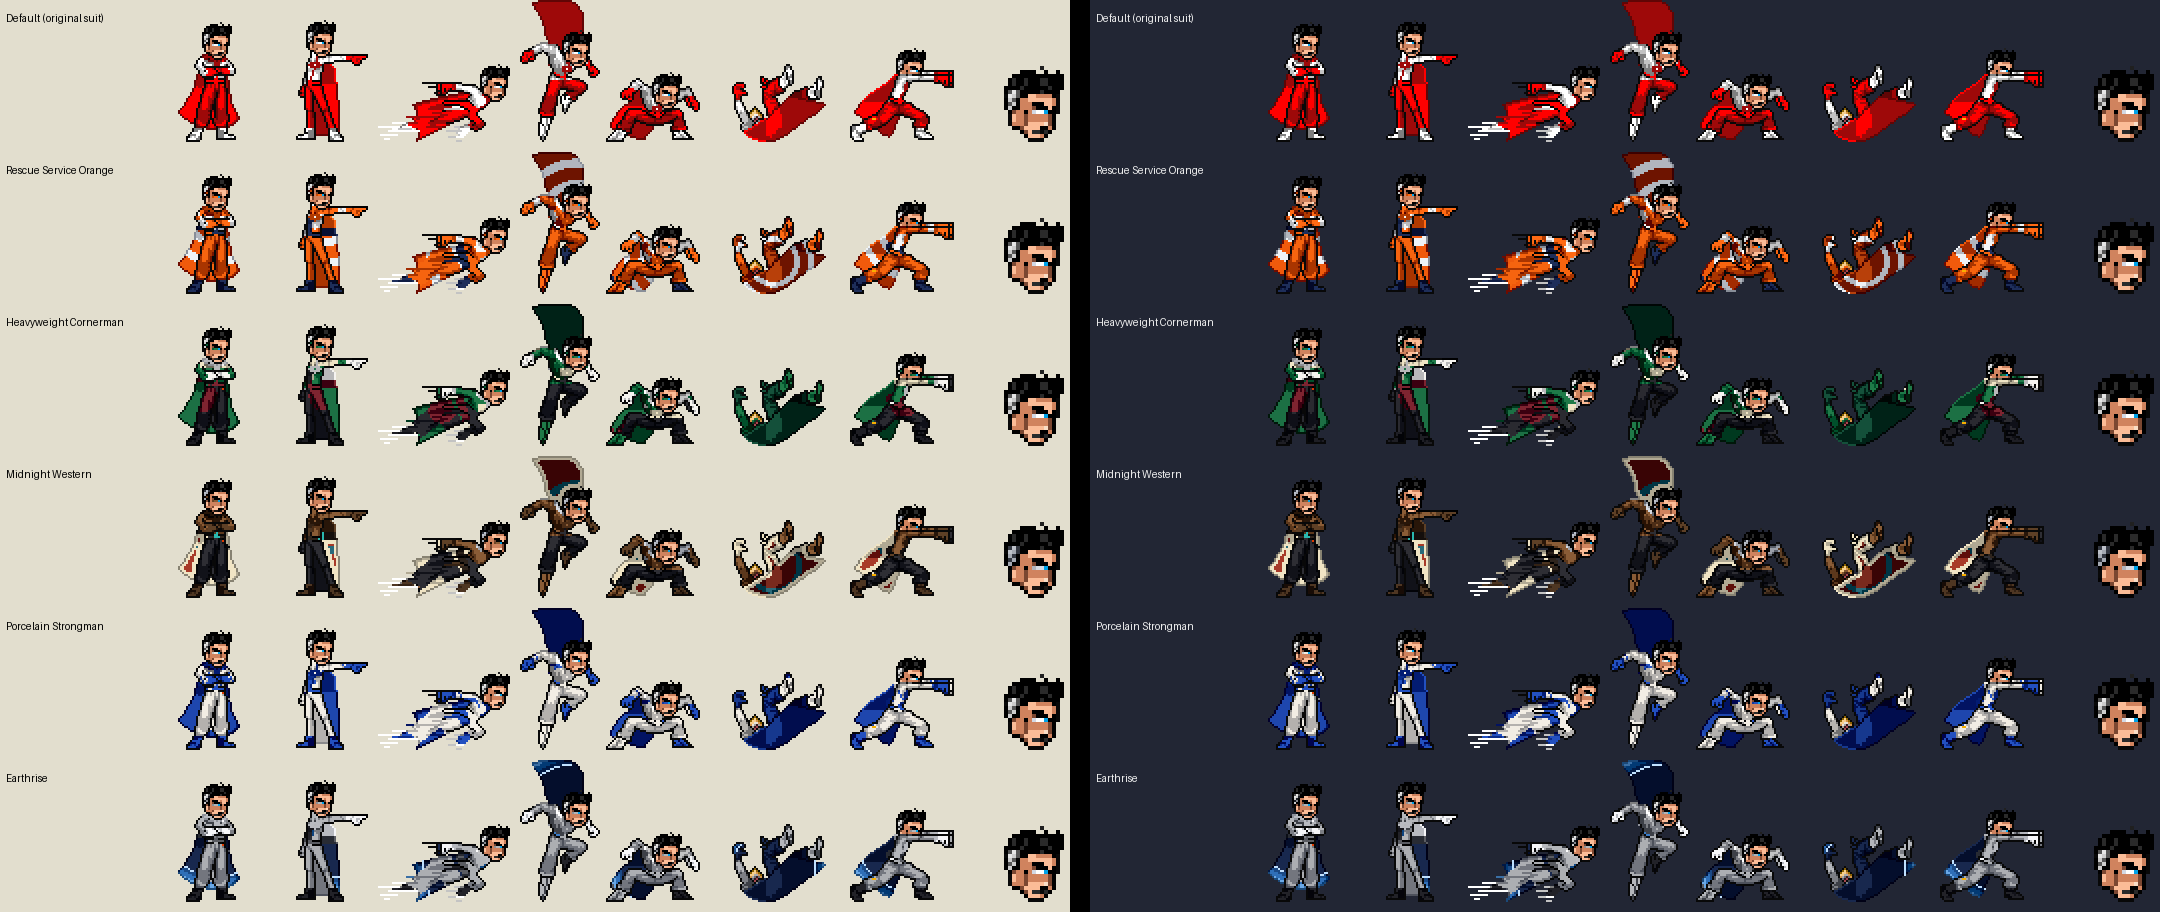 Default (original suit)
Default (original suit)
Rescue Service Orange
Rescue Service Orange
Heavyweight Cornerman
Heavyweight Cornerman
Midnight Western
Midnight Western
Porcelain Strongman
Porcelain Strongman
Earthrise
Earthrise